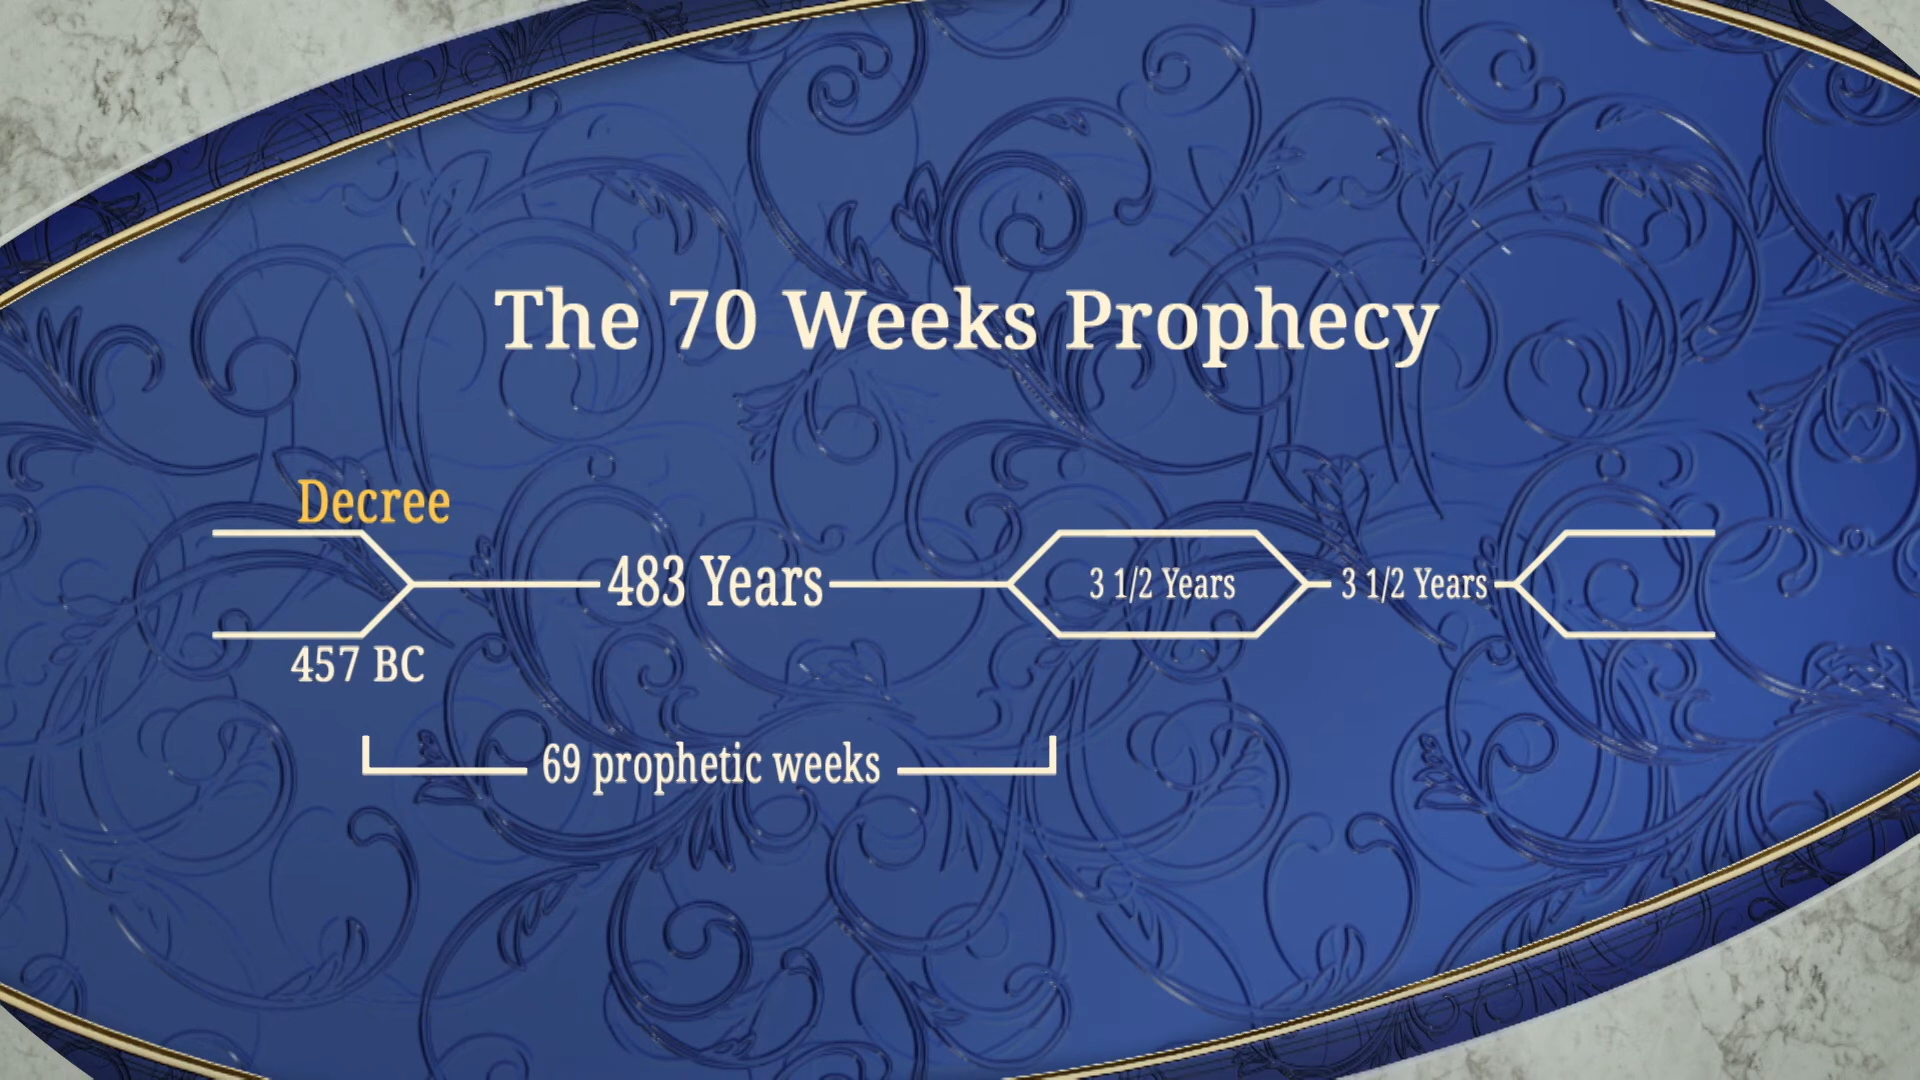 The 70 Weeks Prophecy
Decree
483 Years
3 1/2 Years
3 1/2 Years
457 BC
69 prophetic weeks